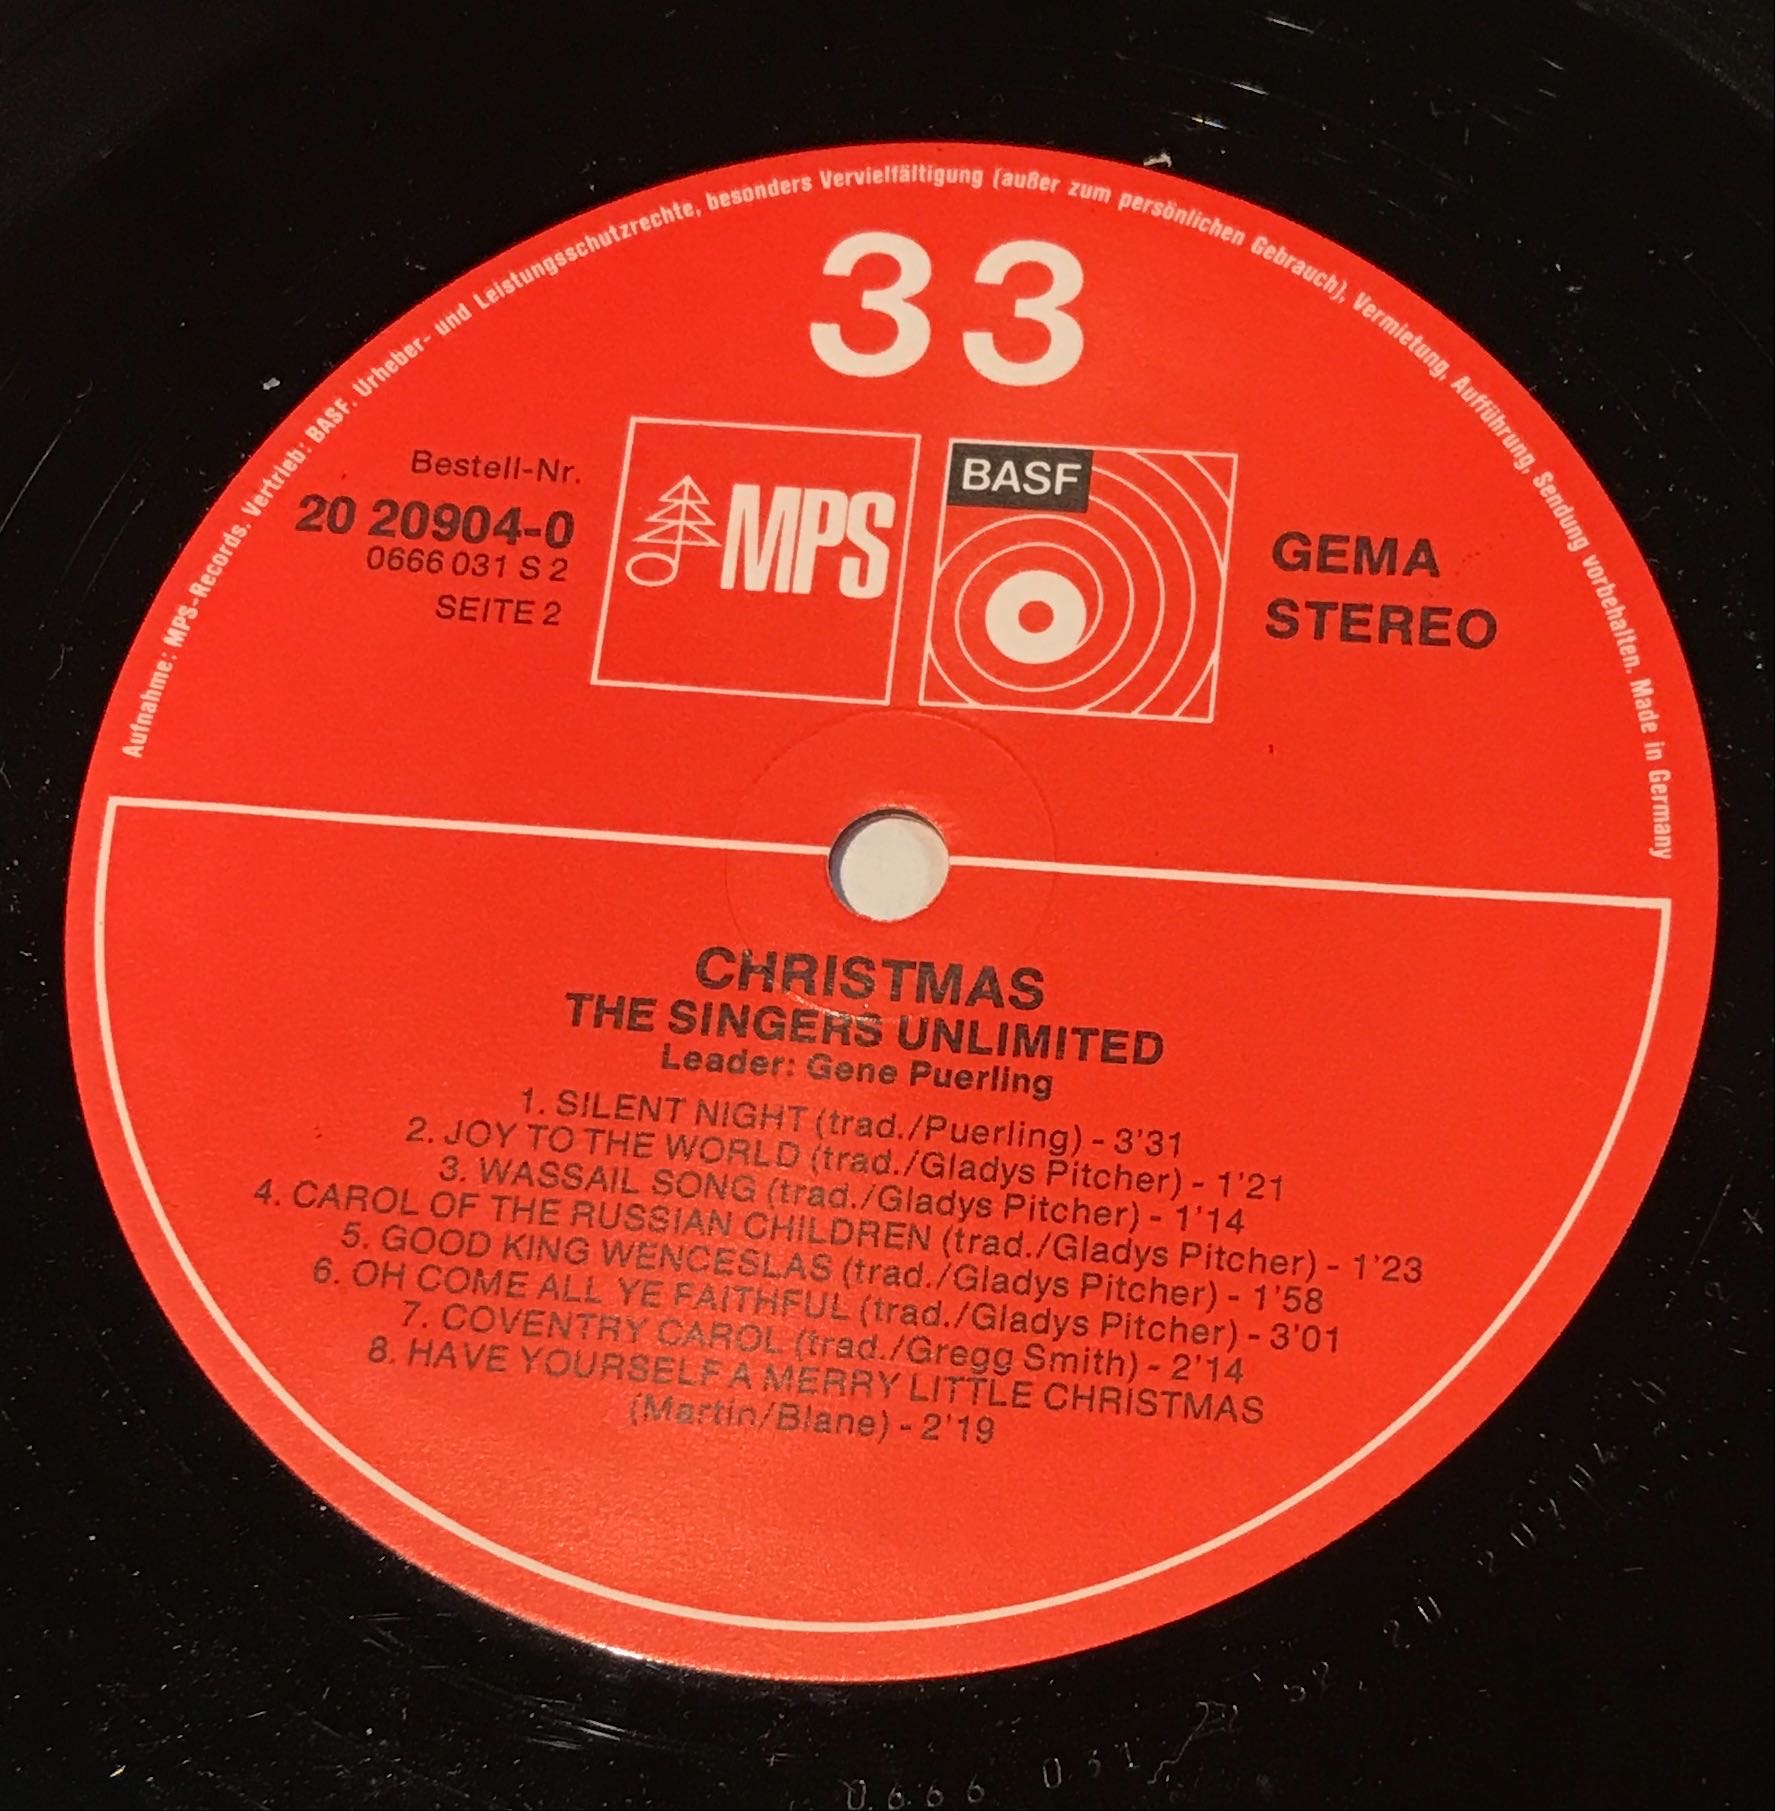 Aufnahme: MPS-Records. Vertrieb: BASF. Urheber- und Leistungsschutzrechte, besonders Vervielfältigung (außer zum persönlichen Gebrauch), Vermietung, Aufführung, Sendung vorbehalten. Made in Germany
33
Bestell-Nr.
20 20904-0
0666 031 S 2
SEITE 2
MPS
BASF
GEMA
STEREO
CHRISTMAS
THE SINGERS UNLIMITED
Leader: Gene Puerling
1. SILENT NIGHT (trad./Puerling) - 3'31
2. JOY TO THE WORLD (trad./Gladys Pitcher) - 1'21
3. WASSAIL SONG (trad./Gladys Pitcher) - 1'14
4. CAROL OF THE RUSSIAN CHILDREN (trad./Gladys Pitcher) - 1'23
5. GOOD KING WENCESLAS (trad./Gladys Pitcher) - 1'58
6. OH COME ALL YE FAITHFUL (trad./Gladys Pitcher) - 3'01
7. COVENTRY CAROL (trad./Gregg Smith) - 2'14
8. HAVE YOURSELF A MERRY LITTLE CHRISTMAS
(Martin/Blane) - 2'19